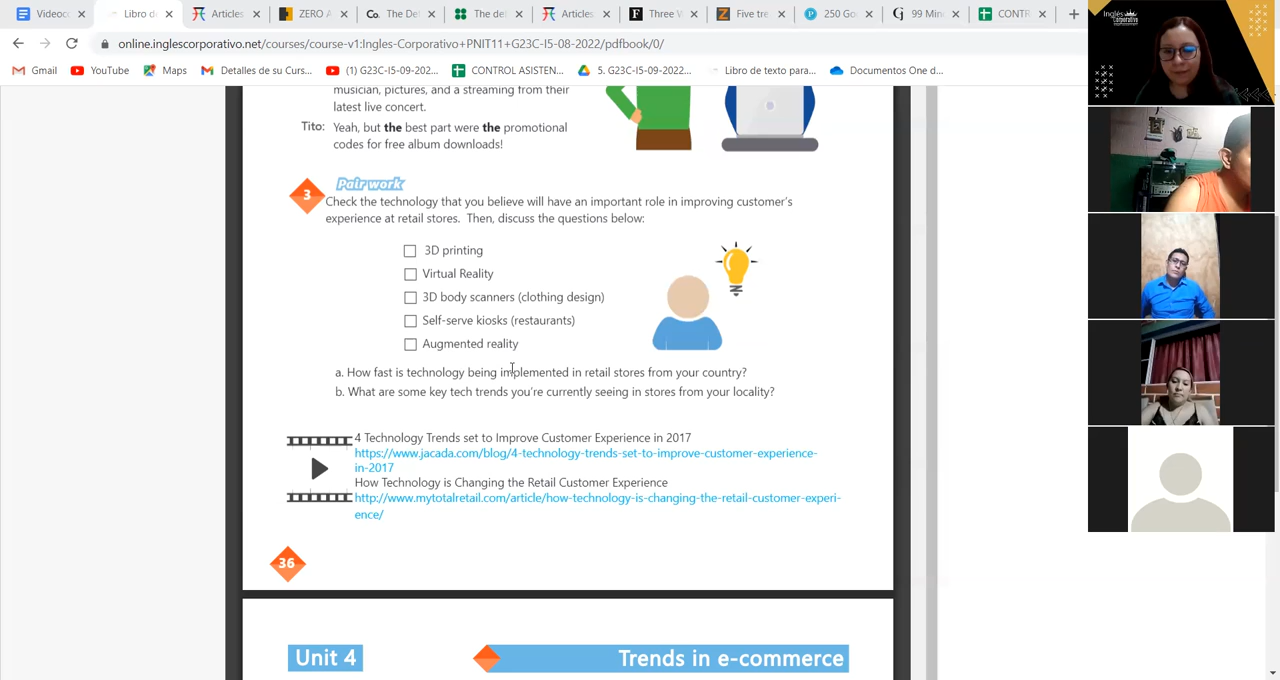 Videoc
Libro de
Articles
ZERO A
Co. The De
The de
Articles
Three W
Five tre
250 Go
99 Min
CONTR
online.inglescorporativo.net/courses/course-v1:Ingles-Corporativo+PNIT11+G23C-I5-08-2022/pdfbook/0/
Gmail
YouTube
Maps
Detalles de su Curs...
(1) G23C-I5-09-202...
CONTROL ASISTEN...
5. G23C-I5-09-2022...
Libro de texto para...
Documentos One d...
Inglés
Corporativo
musician, pictures, and a streaming from their
latest live concert.
Tito: Yeah, but the best part were the promotional
codes for free album downloads!
3
Pair work
Check the technology that you believe will have an important role in improving customer's
experience at retail stores. Then, discuss the questions below:
3D printing
Virtual Reality
3D body scanners (clothing design)
Self-serve kiosks (restaurants)
Augmented reality
a. How fast is technology being implemented in retail stores from your country?
b. What are some key tech trends you're currently seeing in stores from your locality?
4 Technology Trends set to Improve Customer Experience in 2017
https://www.jacada.com/blog/4-technology-trends-set-to-improve-customer-experience-
in-2017
How Technology is Changing the Retail Customer Experience
http://www.mytotalretail.com/article/how-technology-is-changing-the-retail-customer-experi-
ence/
36
Unit 4
Trends in e-commerce